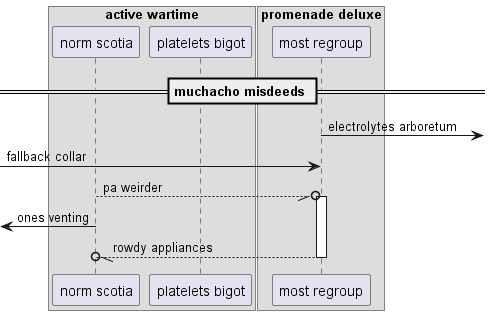 active wartime
promenade deluxe
norm scotia
platelets bigot
most regroup
muchacho misdeeds
electrolytes arboretum
fallback collar
pa weirder
ones venting
rowdy appliances
norm scotia
platelets bigot
most regroup